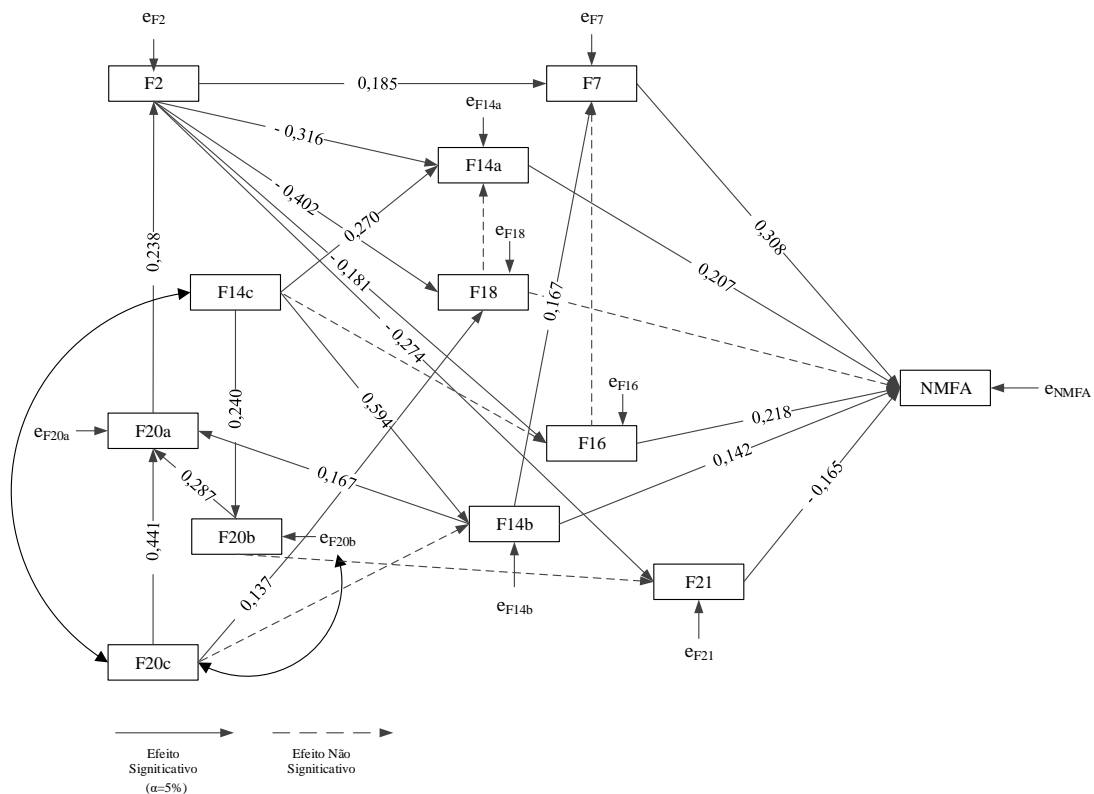 eF2
eF7
F2
0,185
F7
eF14a
- 0,316
F14a
- 0,402
0,270
eF18
0,308
0,238
- 0,181
0,207
F14c
F18
0,167
- 0,274
eF16
NMFA
eNMFA
0,240
0,594
0,218
eF20a
F20a
F16
0,142
0,287
0,167
- 0,165
F14b
F20b
eF20b
0,441
F21
0,137
eF14b
eF21
F20c
Efeito
Signiticativo
(α=5%)
Efeito Não
Signiticativo